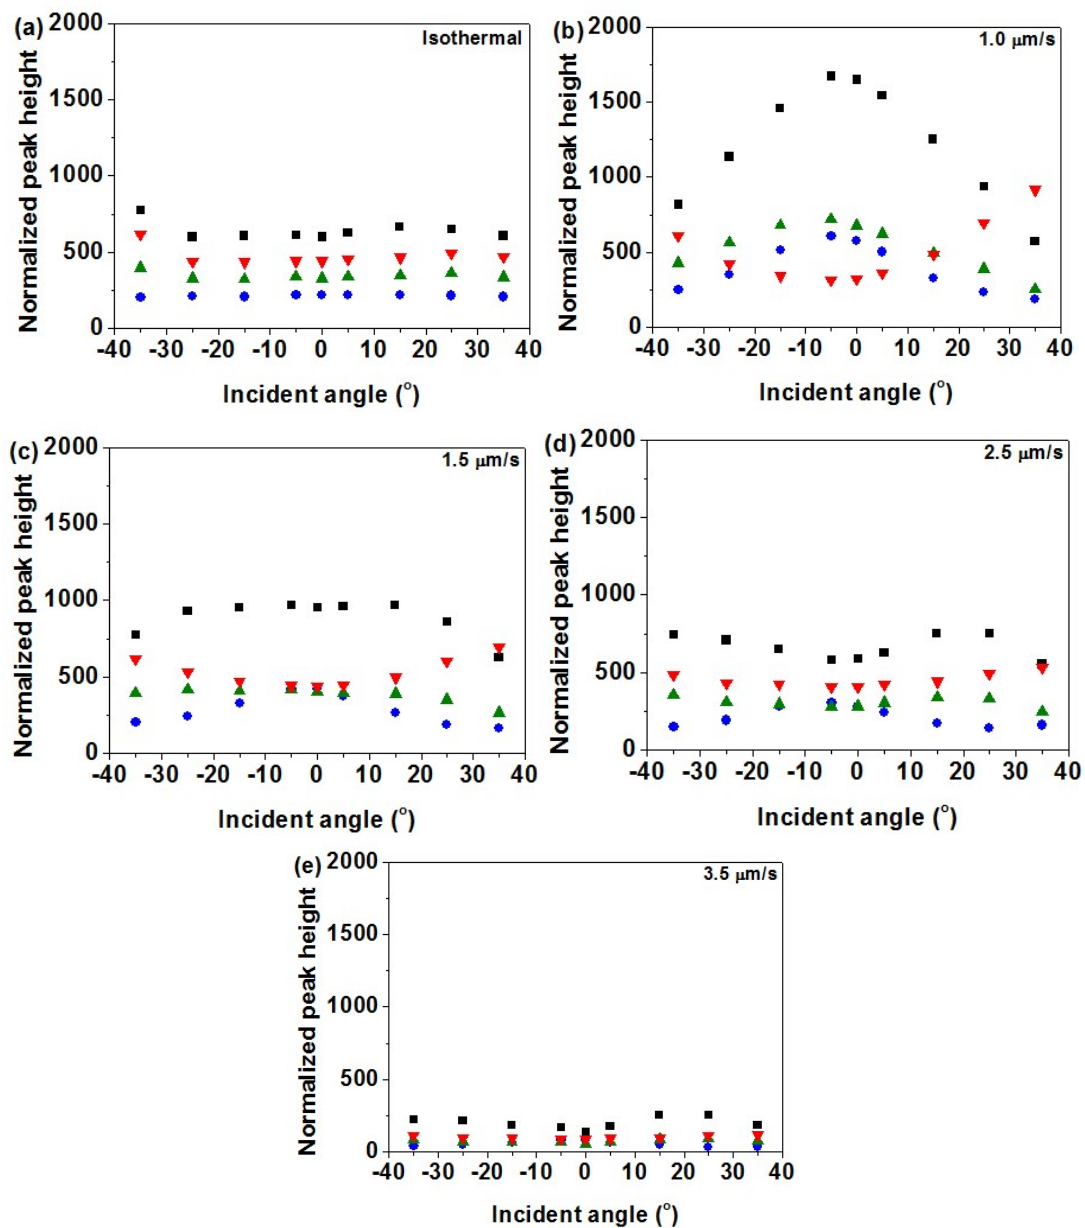 (a)
Isothermal
Normalized peak height
2000
1500
1000
500
0
-40 -30 -20 -10 0 10 20 30 40
Incident angle (°)
(b)
1.0 μm/s
Normalized peak height
2000
1500
1000
500
0
-40 -30 -20 -10 0 10 20 30 40
Incident angle (°)
(c)
1.5 μm/s
Normalized peak height
2000
1500
1000
500
0
-40 -30 -20 -10 0 10 20 30 40
Incident angle (°)
(d)
2.5 μm/s
Normalized peak height
2000
1500
1000
500
0
-40 -30 -20 -10 0 10 20 30 40
Incident angle (°)
(e)
3.5 μm/s
Normalized peak height
2000
1500
1000
500
0
-40 -30 -20 -10 0 10 20 30 40
Incident angle (°)